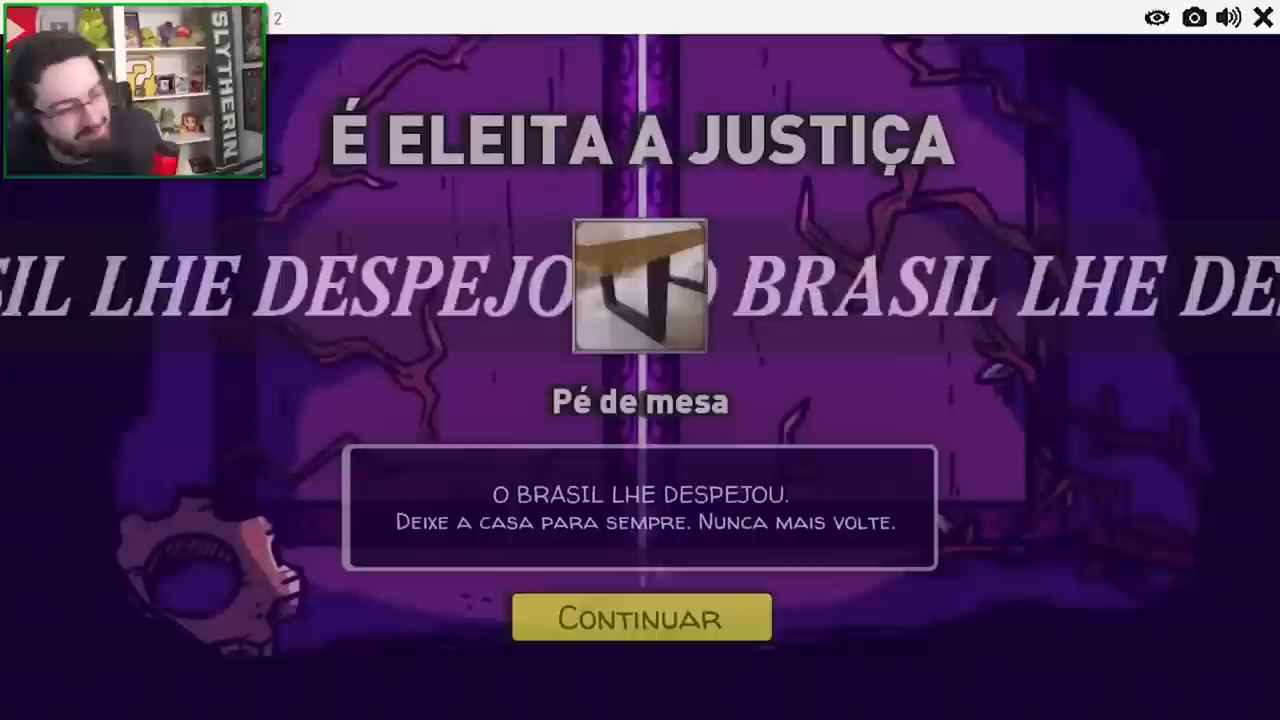 SLYTHERIN
2
É ELEITA A JUSTIÇA
SIL LHE DESPEJO O BRASIL LHE DE
Pé de mesa
O BRASIL LHE DESPEJOU.
DEIXE A CASA PARA SEMPRE. NUNCA MAIS VOLTE.
CONTINUAR